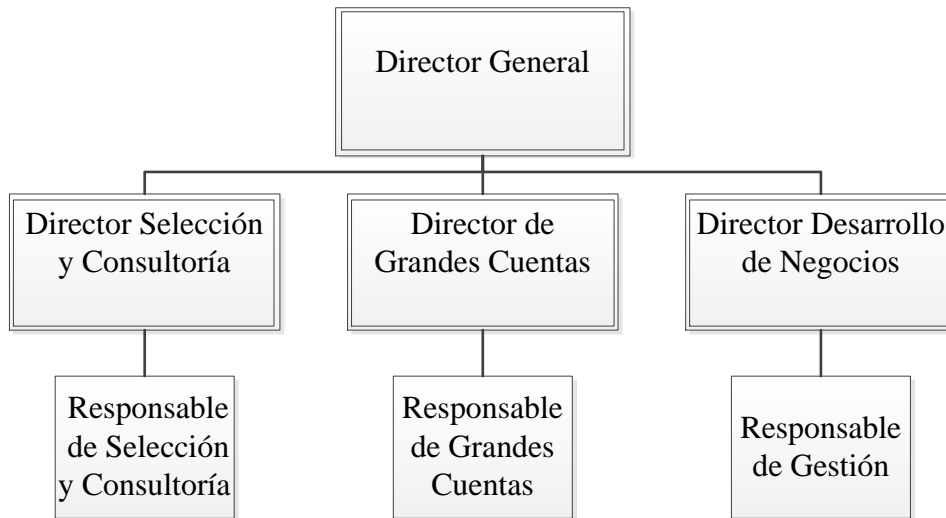 Director General
Director Selección
y Consultoría
Director de
Grandes Cuentas
Director Desarrollo
de Negocios
Responsable
de Selección
y Consultoría
Responsable
de Grandes
Cuentas
Responsable
de Gestión